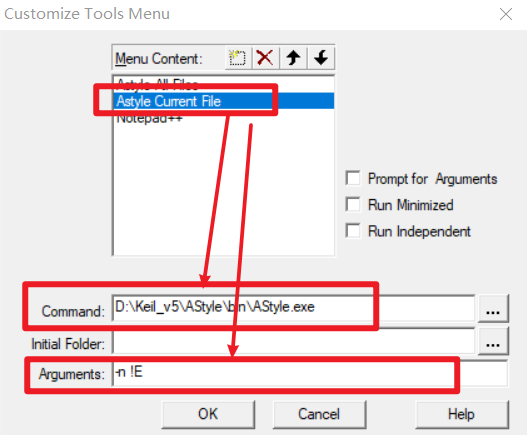 Customize Tools Menu
Menu Content:
Astyle All Files
Astyle Current File
Notepad++
Prompt for Arguments
Run Minimized
Run Independent
Command: D:\Keil_v5\AStyle\bin\AStyle.exe ...
Initial Folder: ...
Arguments: -n !E
OK Cancel Help